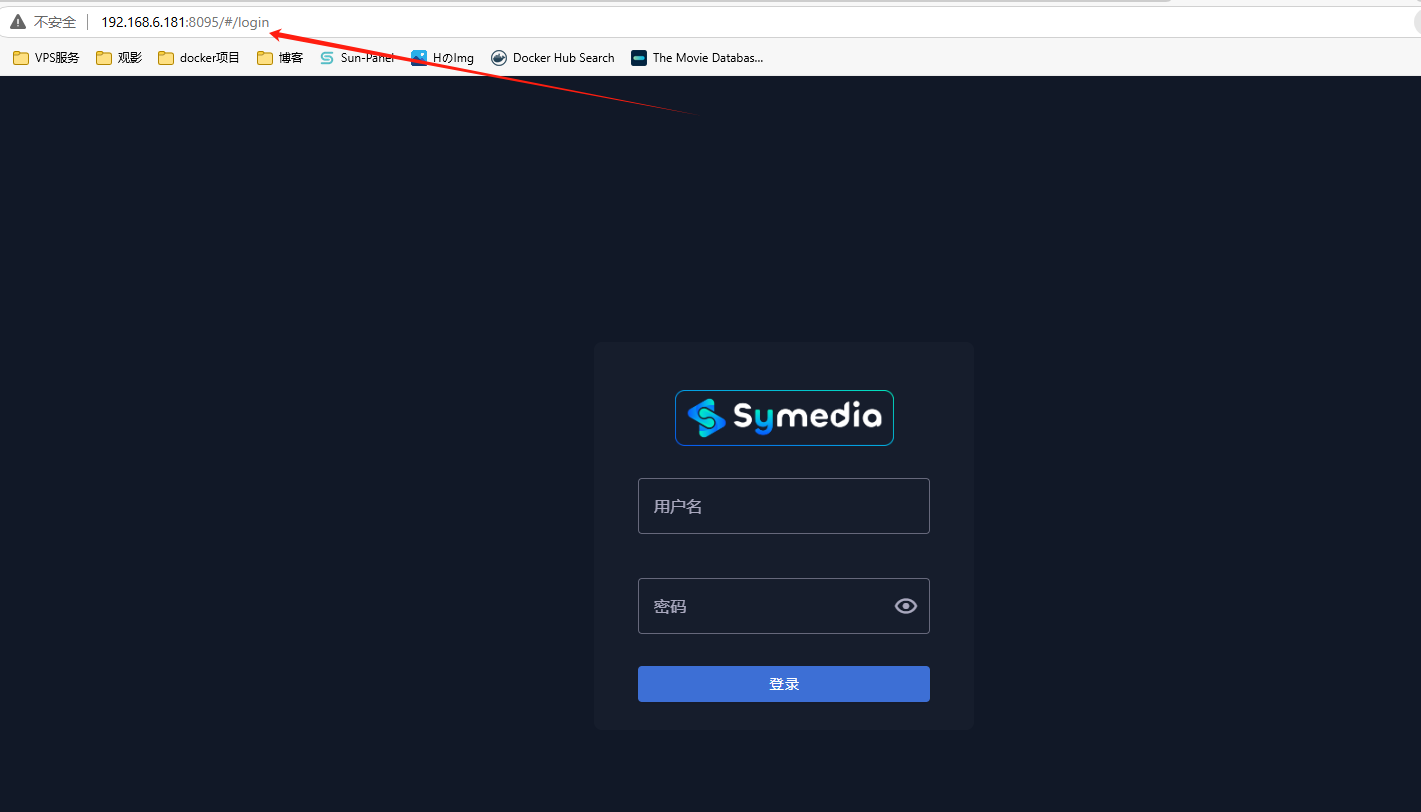 不安全 192.168.6.181:8095/#/login
VPS服务 观影 docker项目 博客 Sun-Panel HのImg Docker Hub Search The Movie Databas...
Symedia
用户名
密码
登录